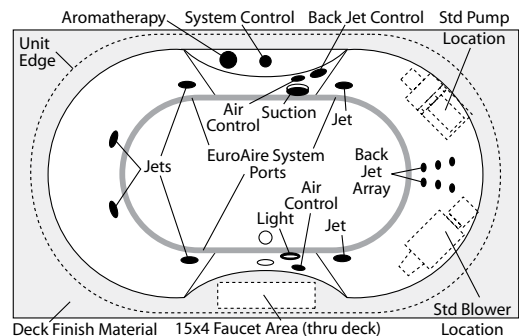 Aromatherapy
System Control
Back Jet Control
Std Pump
Location
Unit
Edge
Air
Control
Suction
Jet
Jets
EuroAire System
Ports
Back
Jet
Array
Air
Control
Light
Jet
Std Blower
Location
Deck Finish Material
15x4 Faucet Area (thru deck)